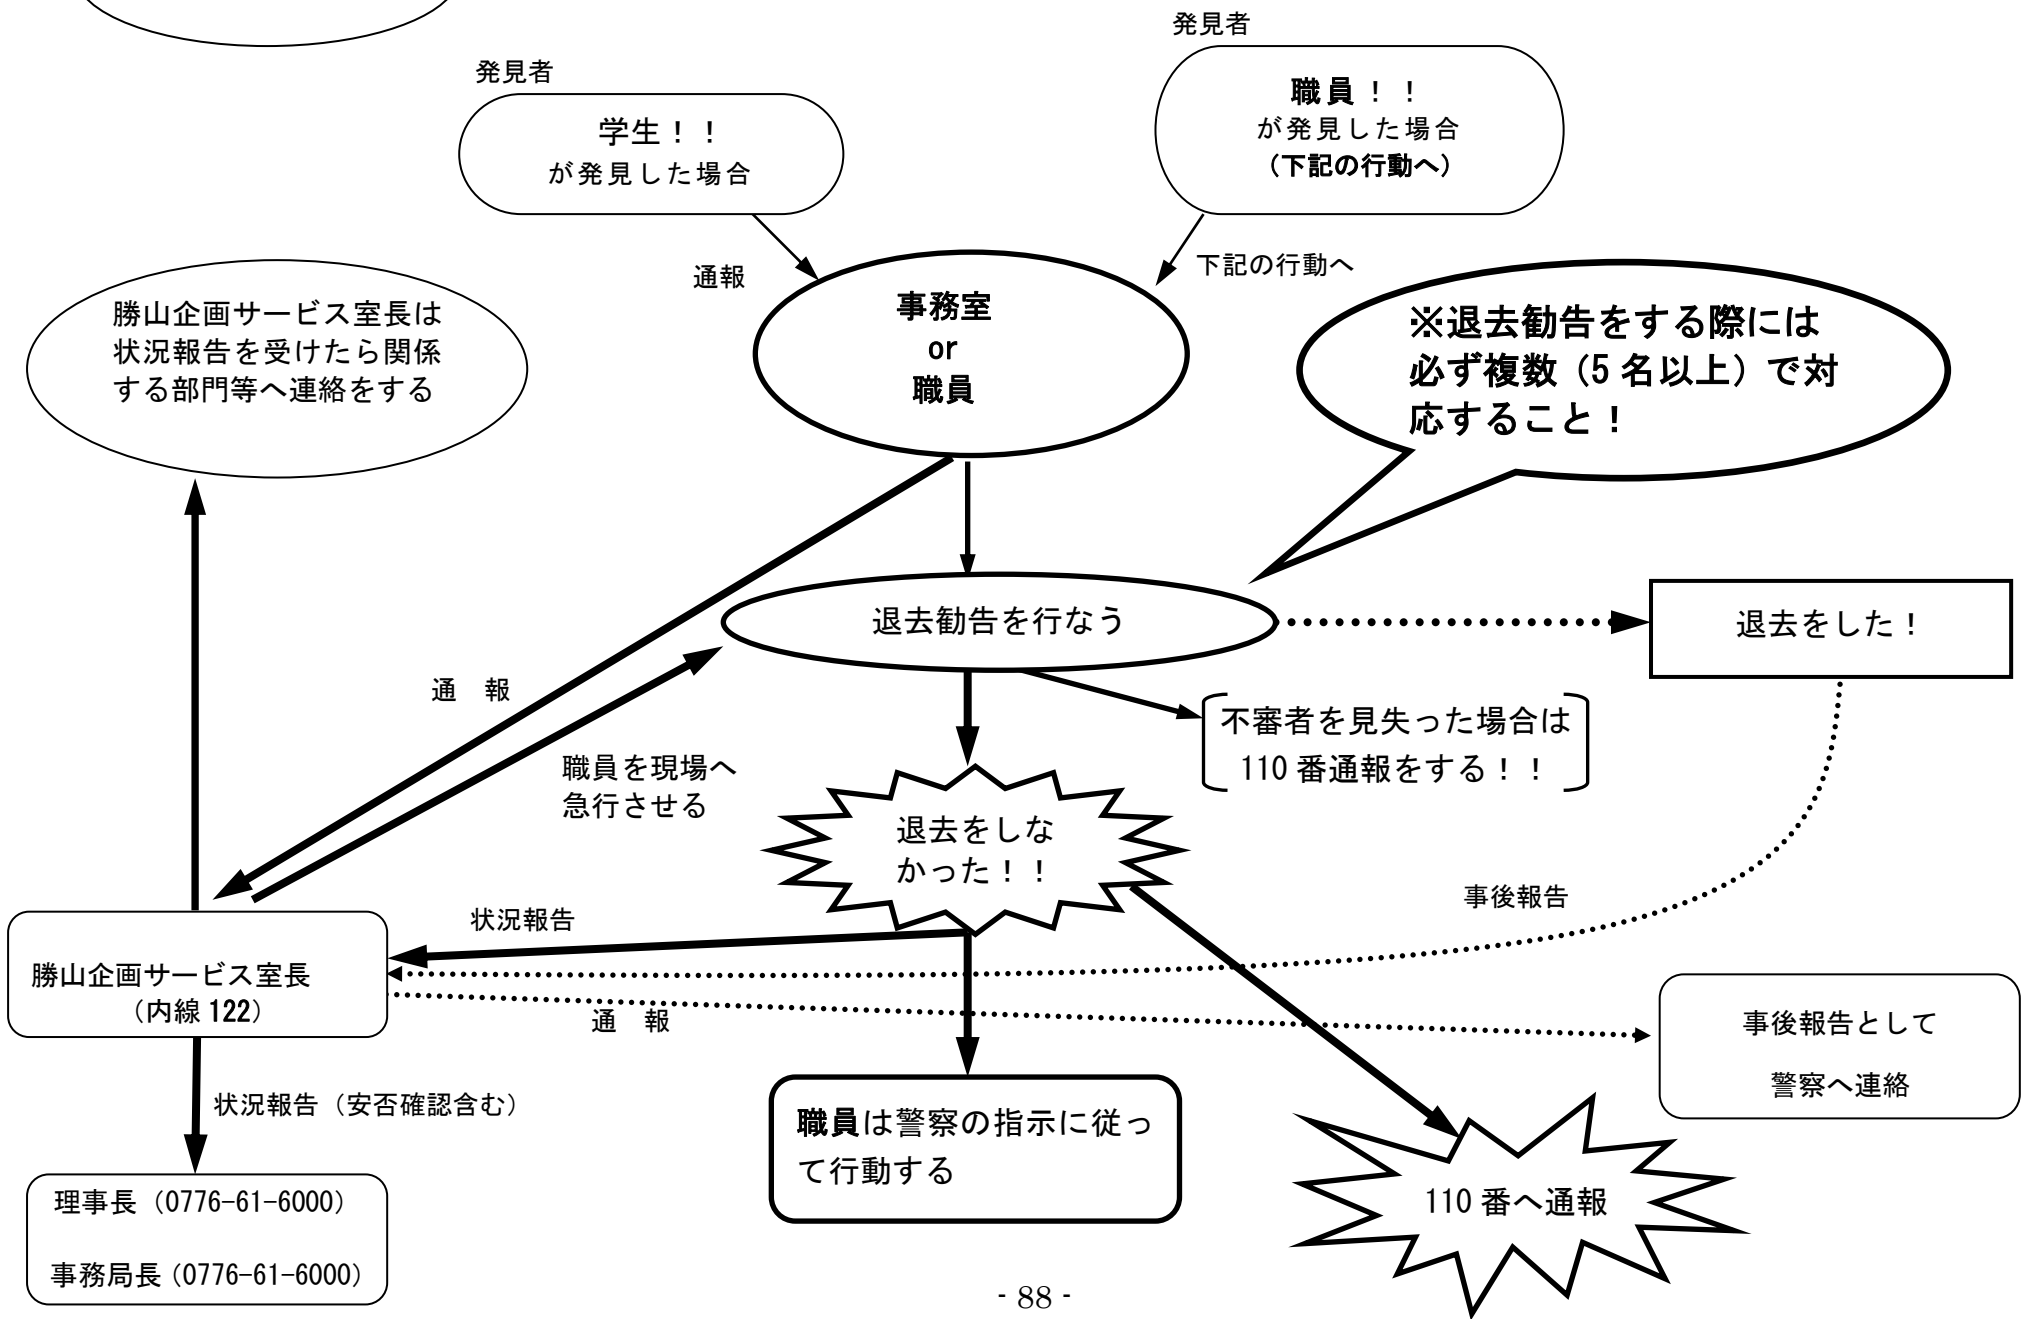 発見者
発見者
職員！！
が発見した場合
（下記の行動へ）
学生！！
が発見した場合
通報
下記の行動へ
事務室
or
職員
※退去勧告をする際には
必ず複数（5名以上）で対
応すること！
勝山企画サービス室長は
状況報告を受けたら関係
する部門等へ連絡をする
退去勧告を行なう
退去をした！
通　報
不審者を見失った場合は
110番通報をする！！
職員を現場へ
急行させる
退去をしな
かった！！
事後報告
状況報告
勝山企画サービス室長
（内線122）
通　報
事後報告として
警察へ連絡
状況報告（安否確認含む）
職員は警察の指示に従っ
て行動する
110番へ通報
理事長（0776-61-6000）
事務局長（0776-61-6000）
- 88 -